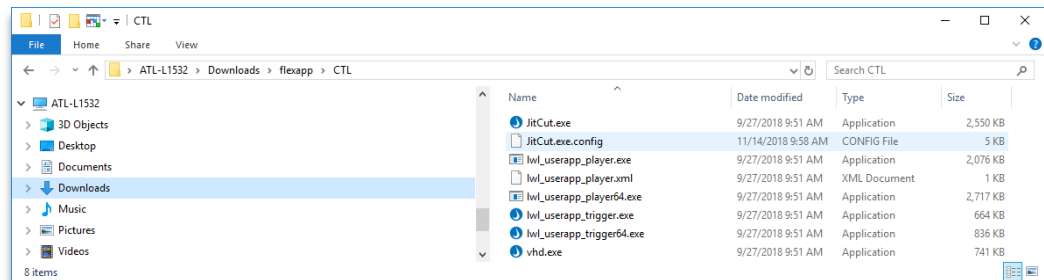 CTL
File Home Share View
ATL-L1532 > Downloads > flexapp > CTL Search CTL
ATL-L1532
3D Objects
Desktop
Documents
Downloads
Music
Pictures
Videos
Name Date modified Type Size
JitCut.exe 9/27/2018 9:51 AM Application 2,550 KB
JitCut.exe.config 11/14/2018 9:58 AM CONFIG File 5 KB
lwl_userapp_player.exe 9/27/2018 9:51 AM Application 2,076 KB
lwl_userapp_player.xml 9/27/2018 9:51 AM XML Document 1 KB
lwl_userapp_player64.exe 9/27/2018 9:51 AM Application 2,717 KB
lwl_userapp_trigger.exe 9/27/2018 9:51 AM Application 664 KB
lwl_userapp_trigger64.exe 9/27/2018 9:51 AM Application 836 KB
vhd.exe 9/27/2018 9:51 AM Application 741 KB
8 items